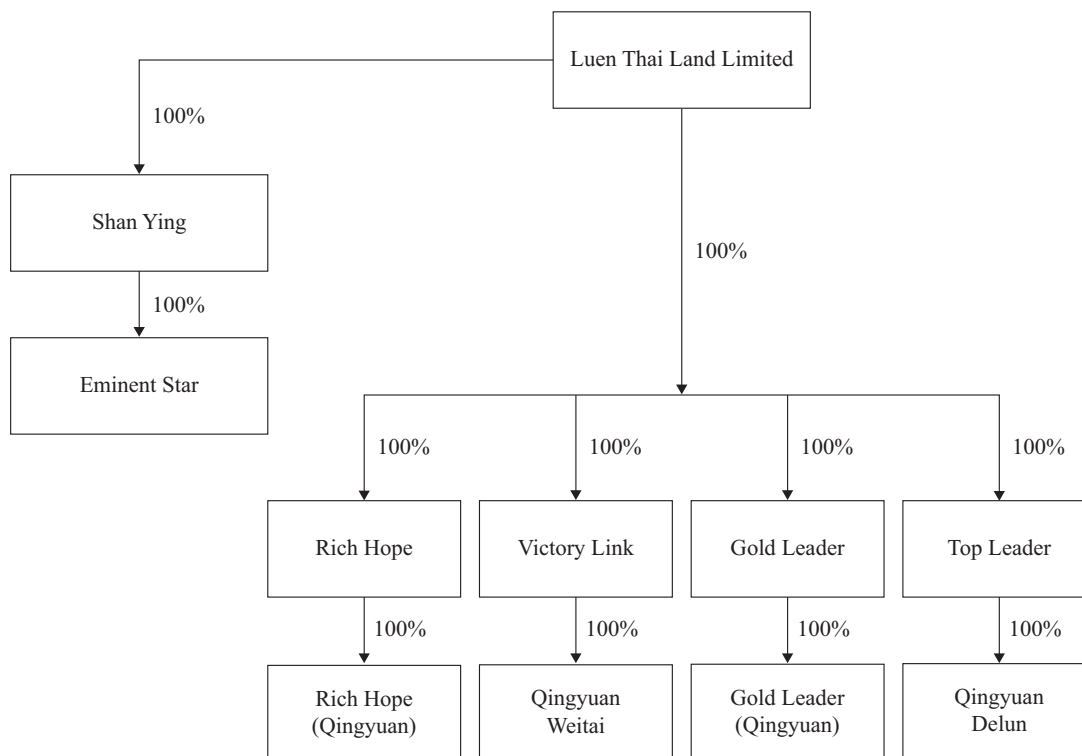 Luen Thai Land Limited
100%
Shan Ying
100%
100%
Eminent Star
100%
100%
100%
100%
Rich Hope
Victory Link
Gold Leader
Top Leader
100%
100%
100%
100%
Rich Hope
(Qingyuan)
Qingyuan
Weitai
Gold Leader
(Qingyuan)
Qingyuan
Delun